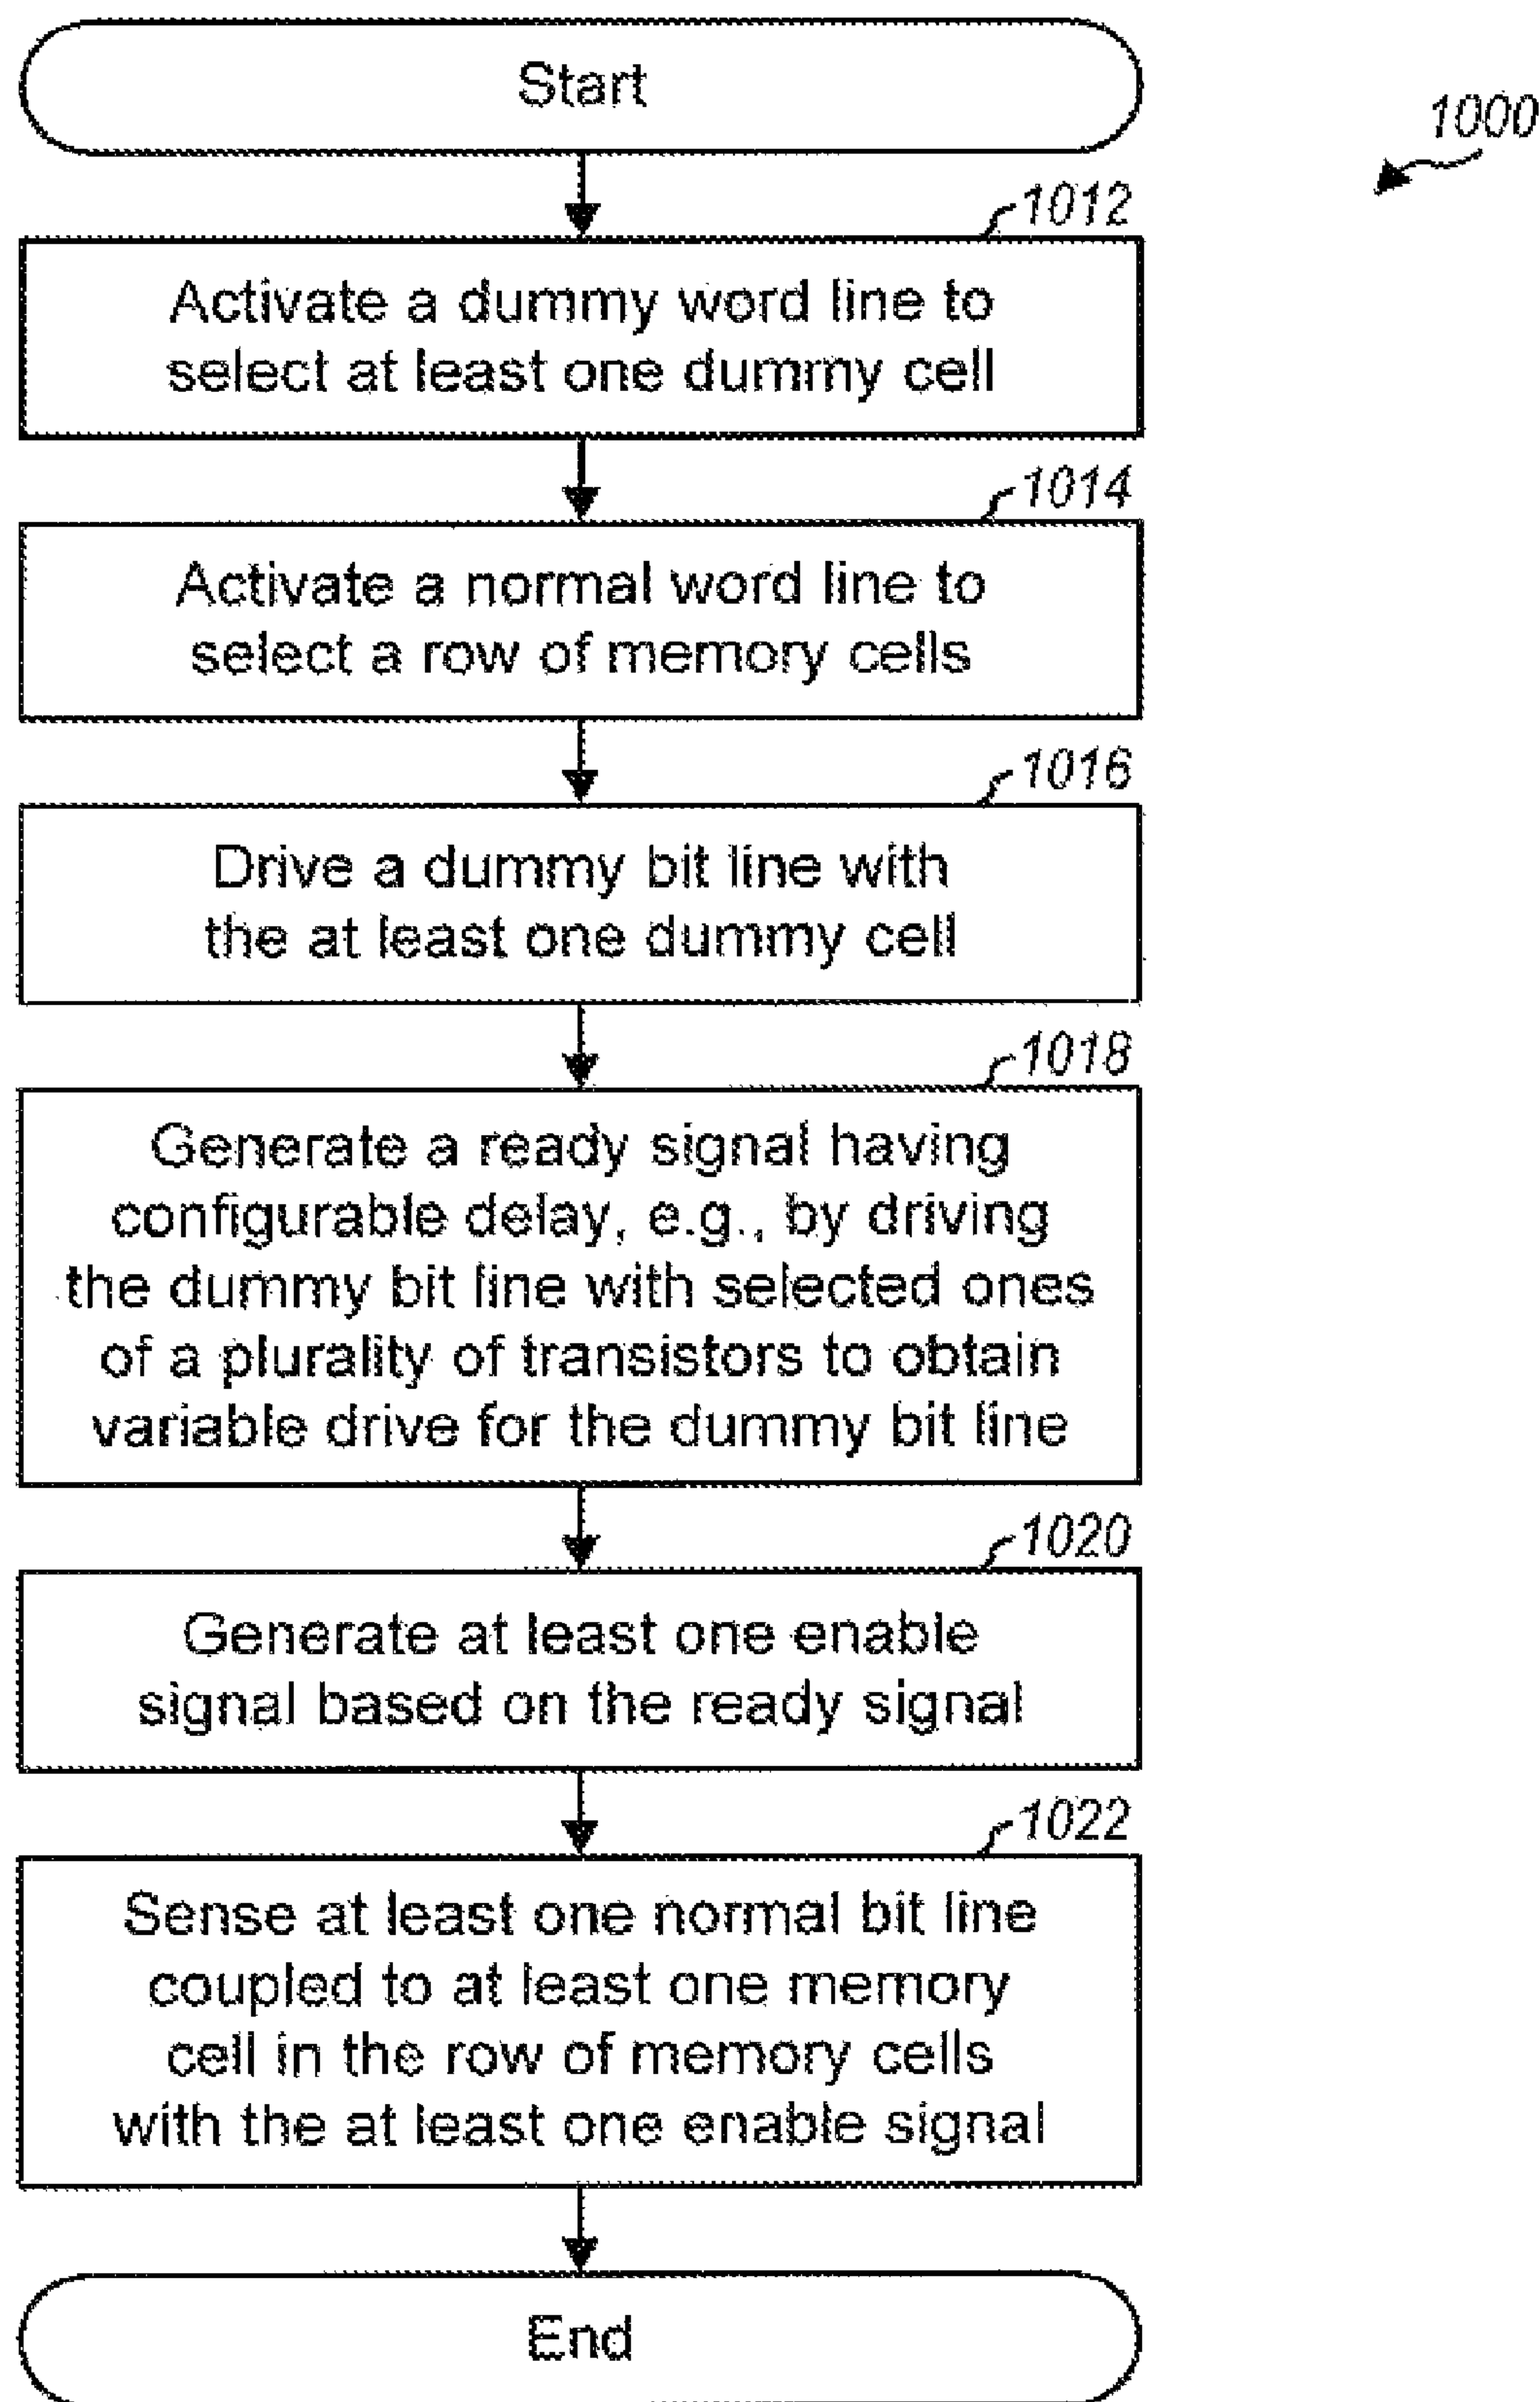 Start
1000
1012
Activate a dummy word line to
select at least one dummy cell
1014
Activate a normal word line to
select a row of memory cells
1016
Drive a dummy bit line with
the at least one dummy cell
1018
Generate a ready signal having
configurable delay, e.g., by driving
the dummy bit line with selected ones
of a plurality of transistors to obtain
variable drive for the dummy bit line
1020
Generate at least one enable
signal based on the ready signal
1022
Sense at least one normal bit line
coupled to at least one memory
cell in the row of memory cells
with the at least one enable signal
End